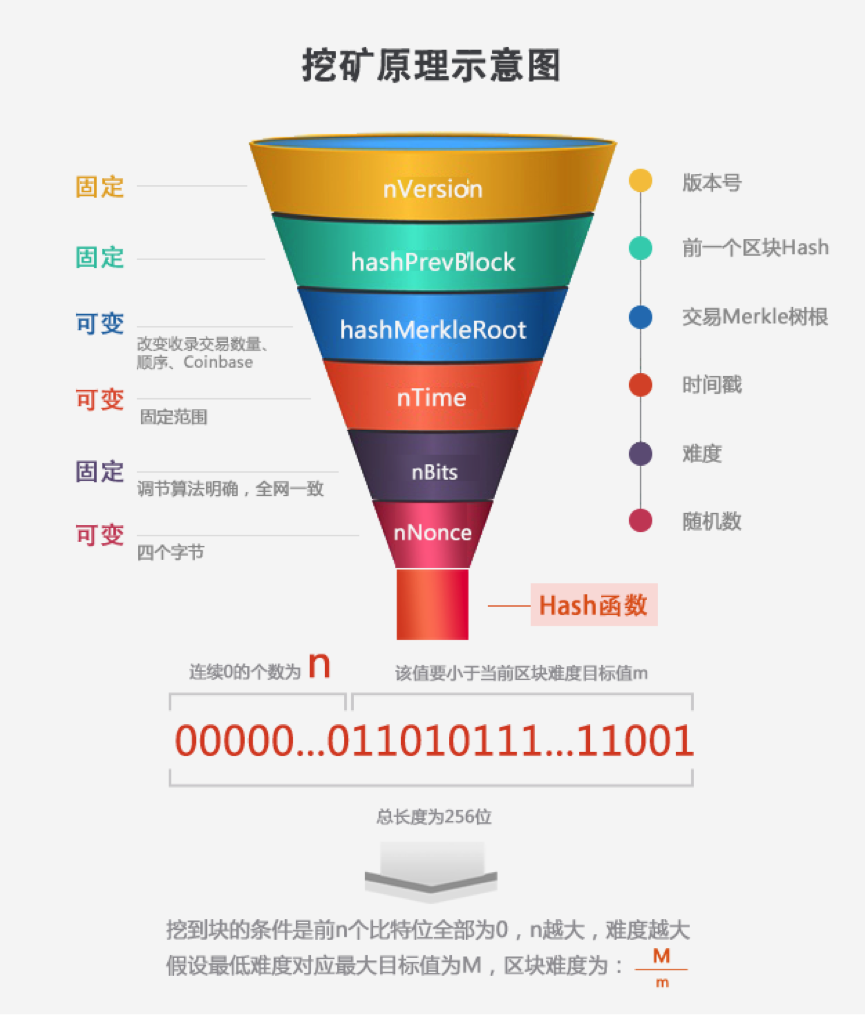 挖矿原理示意图
固定
nVersion
版本号
固定
hashPrevBlock
前一个区块Hash
可变
改变收录交易数量、
顺序、Coinbase
hashMerkleRoot
交易Merkle树根
可变
固定范围
nTime
时间戳
固定
调节算法明确，全网一致
nBits
难度
可变
四个字节
nNonce
随机数
Hash函数
连续0的个数为 n
该值要小于当前区块难度目标值m
00000...011010111...11001
总长度为256位
挖到块的条件是前n个比特位全部为0，n越大，难度越大
假设最低难度对应最大目标值为M，区块难度为： M/m